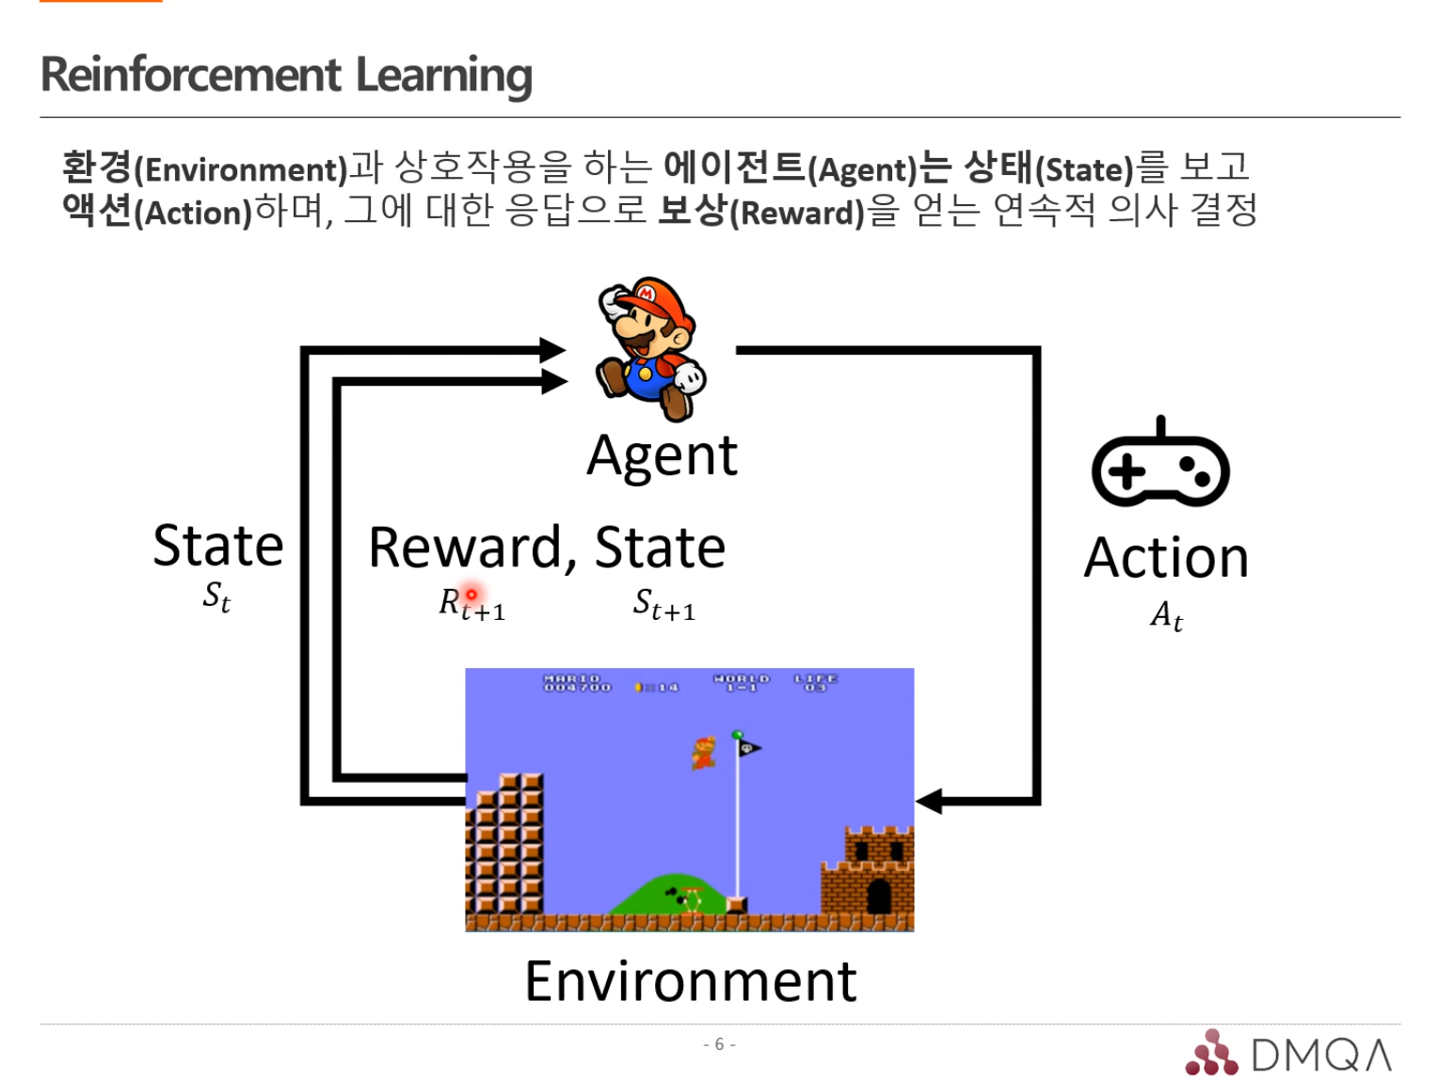 Reinforcement Learning
환경(Environment)과 상호작용을 하는 에이전트(Agent)는 상태(State)를 보고
액션(Action)하며, 그에 대한 응답으로 보상(Reward)을 얻는 연속적 의사 결정
M
Agent
State
S_t
Reward, State
R_{t+1} S_{t+1}
Action
A_t
MARIO WORLD LIFE
004700 ×14 1-1 03
Environment
- 6 -
DMQA